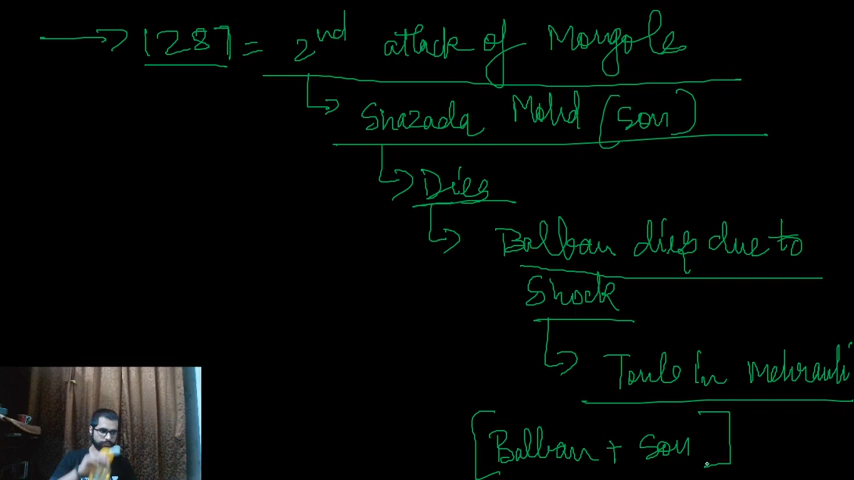 → 1287 = 2nd attack of Mongols
Shazada Mohd (son)
Dies
Balban dies due to
Shock
Tomb in Mehrauli
[Balban + Son]